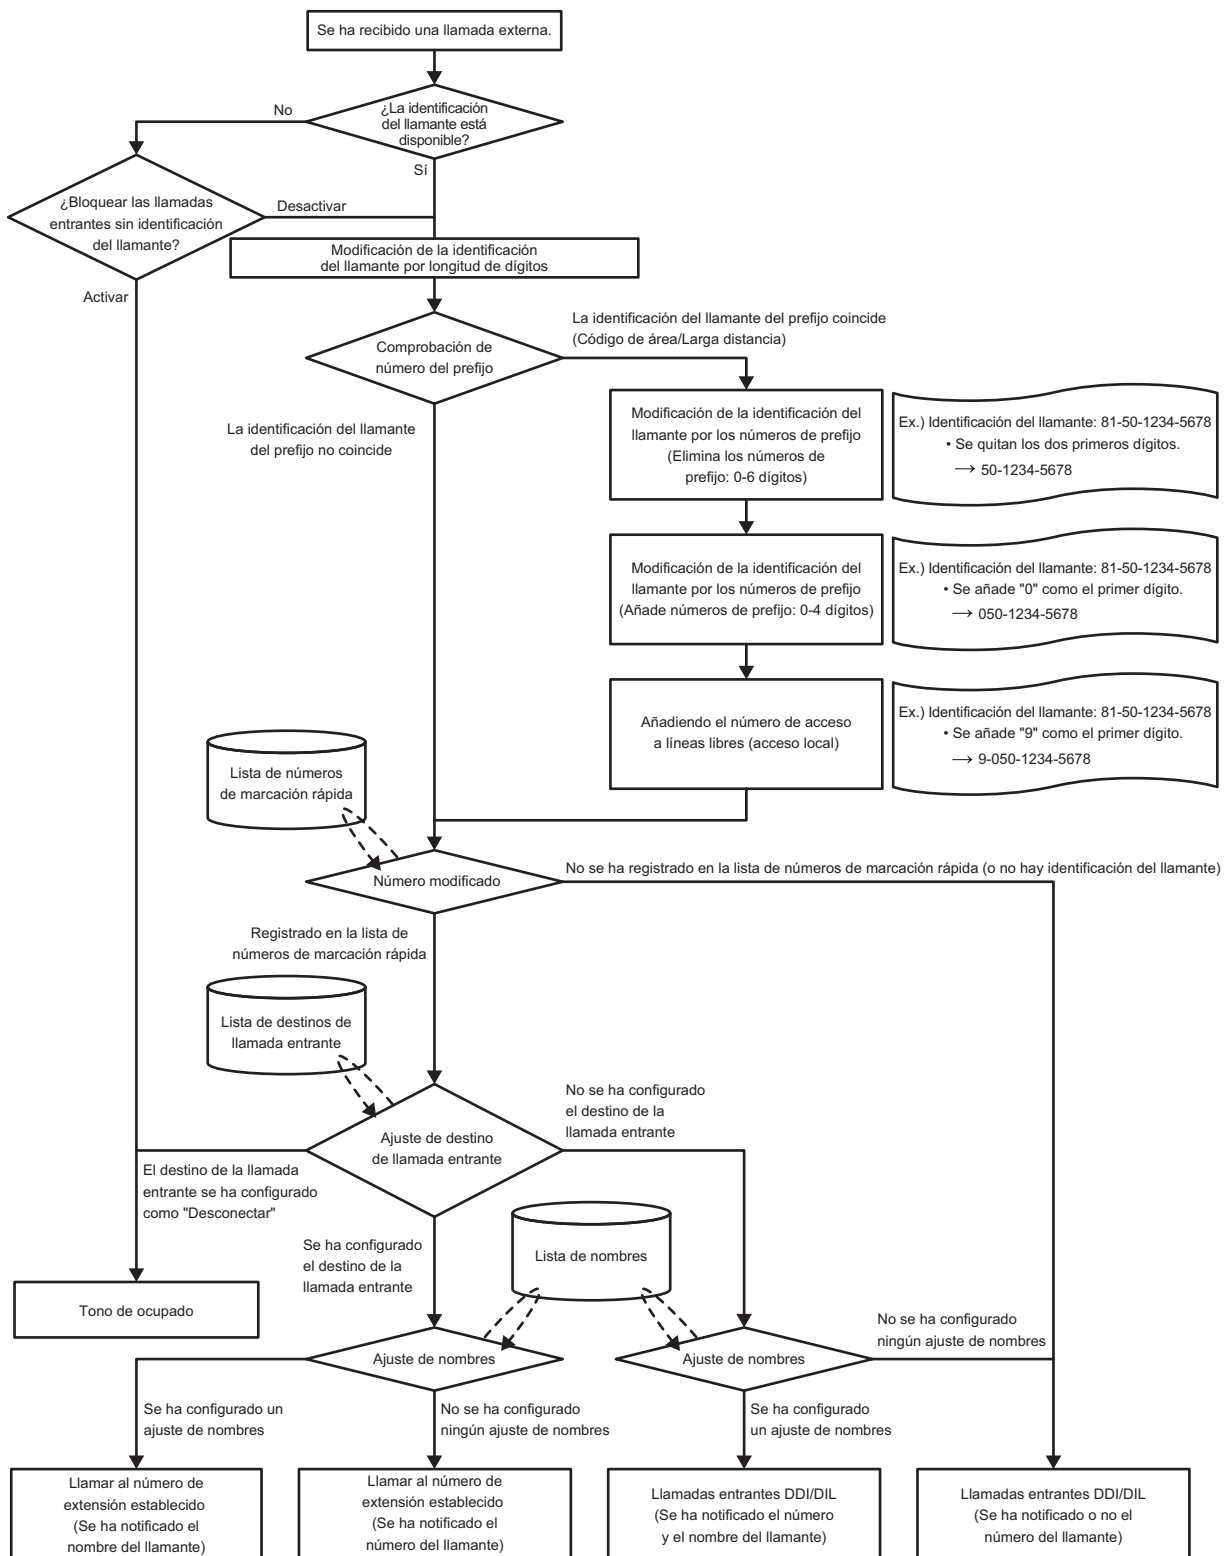 Se ha recibido una llamada externa.
¿La identificación
del llamante está
disponible?
No
Sí
¿Bloquear las llamadas
entrantes sin identificación
del llamante?
Desactivar
Activar
Modificación de la identificación
del llamante por longitud de dígitos
Comprobación de
número del prefijo
La identificación del llamante del prefijo coincide
(Código de área/Larga distancia)
La identificación del llamante
del prefijo no coincide
Modificación de la identificación del
llamante por los números de prefijo
(Elimina los números de
prefijo: 0-6 dígitos)
Ex.) Identificación del llamante: 81-50-1234-5678
• Se quitan los dos primeros dígitos.
→ 50-1234-5678
Modificación de la identificación del
llamante por los números de prefijo
(Añade números de prefijo: 0-4 dígitos)
Ex.) Identificación del llamante: 81-50-1234-5678
• Se añade "0" como el primer dígito.
→ 050-1234-5678
Añadiendo el número de acceso
a líneas libres (acceso local)
Ex.) Identificación del llamante: 81-50-1234-5678
• Se añade "9" como el primer dígito.
→ 9-050-1234-5678
Lista de números
de marcación rápida
Número modificado
No se ha registrado en la lista de números de marcación rápida (o no hay identificación del llamante)
Registrado en la lista de
números de marcación rápida
Lista de destinos de
llamada entrante
Ajuste de destino
de llamada entrante
No se ha configurado
el destino de la
llamada entrante
El destino de la llamada
entrante se ha configurado
como "Desconectar"
Se ha configurado
el destino de la
llamada entrante
Lista de nombres
Tono de ocupado
Ajuste de nombres
Ajuste de nombres
No se ha configurado
ningún ajuste de nombres
Se ha configurado un
ajuste de nombres
No se ha configurado
ningún ajuste de nombres
Se ha configurado
un ajuste de nombres
Llamar al número de
extensión establecido
(Se ha notificado el
nombre del llamante)
Llamar al número de
extensión establecido
(Se ha notificado el
número del llamante)
Llamadas entrantes DDI/DIL
(Se ha notificado el número
y el nombre del llamante)
Llamadas entrantes DDI/DIL
(Se ha notificado o no el
número del llamante)